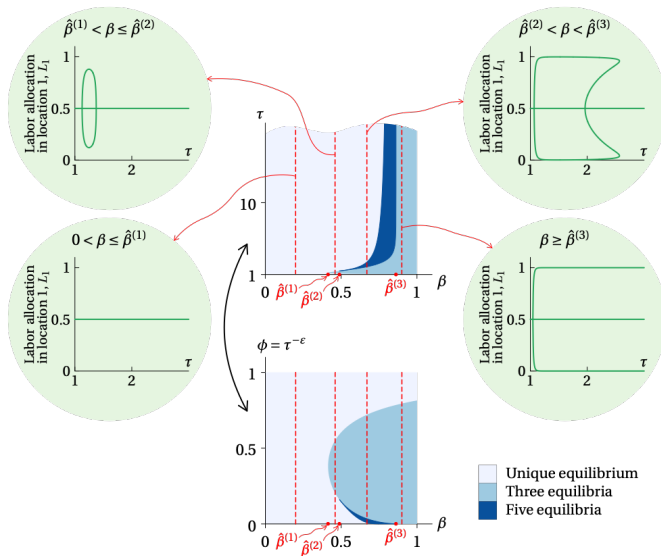 β̂⁽¹⁾ < β ≤ β̂⁽²⁾
Labor allocation
in location 1, L₁
1
0.5
0
1
2
τ
β̂⁽²⁾ < β < β̂⁽³⁾
Labor allocation
in location 1, L₁
1
0.5
0
1
2
τ
τ
10
1
0
0.5
1
β
β̂⁽¹⁾
β̂⁽²⁾
β̂⁽³⁾
0 < β ≤ β̂⁽¹⁾
Labor allocation
in location 1, L₁
1
0.5
0
1
2
τ
β ≥ β̂⁽³⁾
Labor allocation
in location 1, L₁
1
0.5
0
1
2
τ
ϕ = τ⁻ᵋ
1
0.5
0
0
0.5
1
β
β̂⁽¹⁾
β̂⁽²⁾
β̂⁽³⁾
Unique equilibrium
Three equilibria
Five equilibria